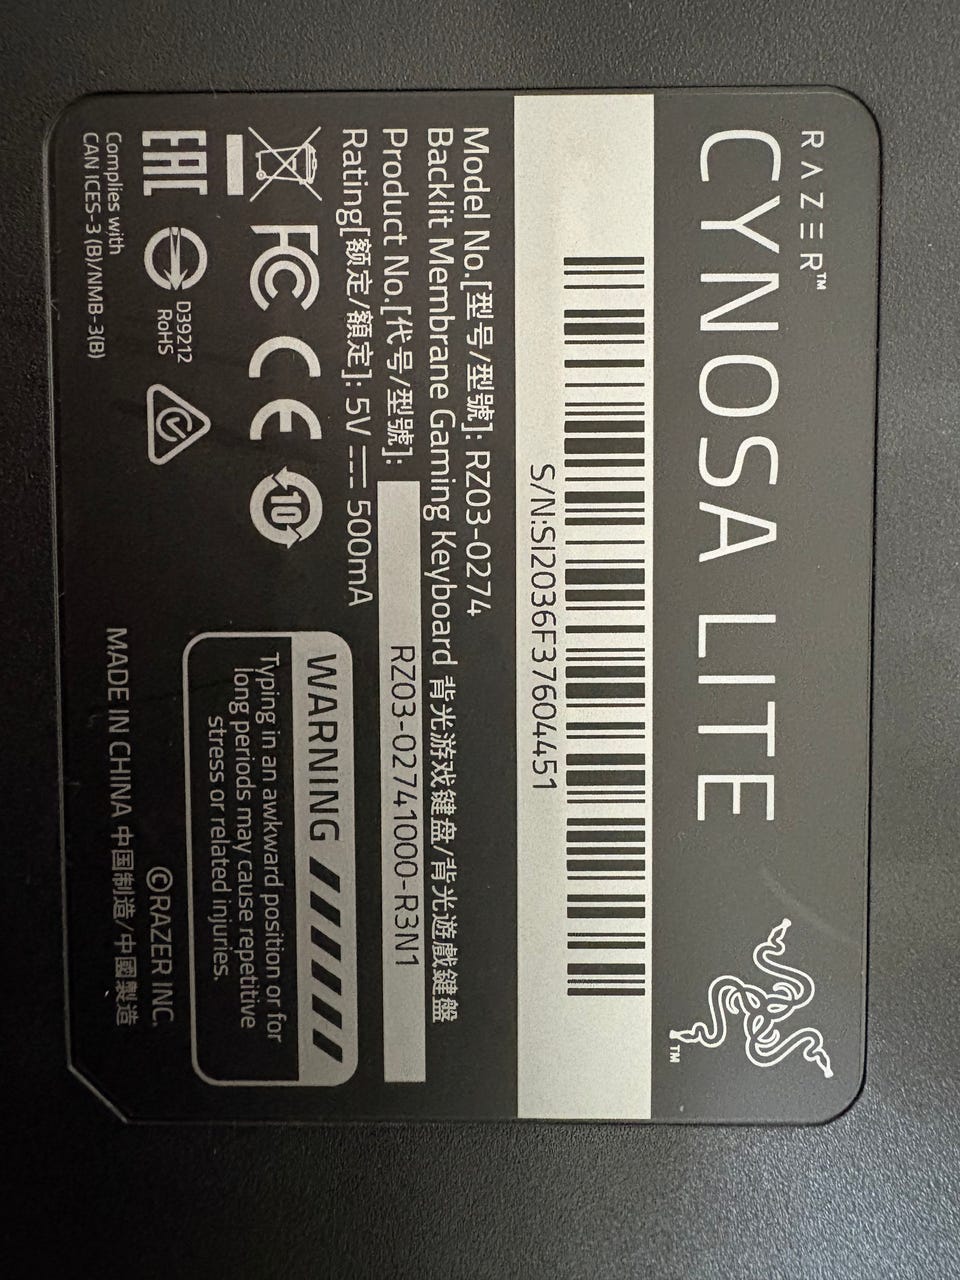 RAZER™
CYNOSA LITE
TM
S/N:SI2036F37604451
Model No.[型号/型號]: RZ03-0274
Backlit Membrane Gaming Keyboard 背光游戏键盘/背光遊戲鍵盤
Product No.[代号/型號]: RZ03-02741000-R3N1
Rating[额定/額定]: 5V ⎓ 500mA
FC CE 10
WARNING
Typing in an awkward position or for
long periods may cause repetitive
stress or related injuries.
EAC
D39212
RoHS
Complies with
CAN ICES-3 (B)/NMB-3(B)
©RAZER INC.
MADE IN CHINA 中国制造/中國製造